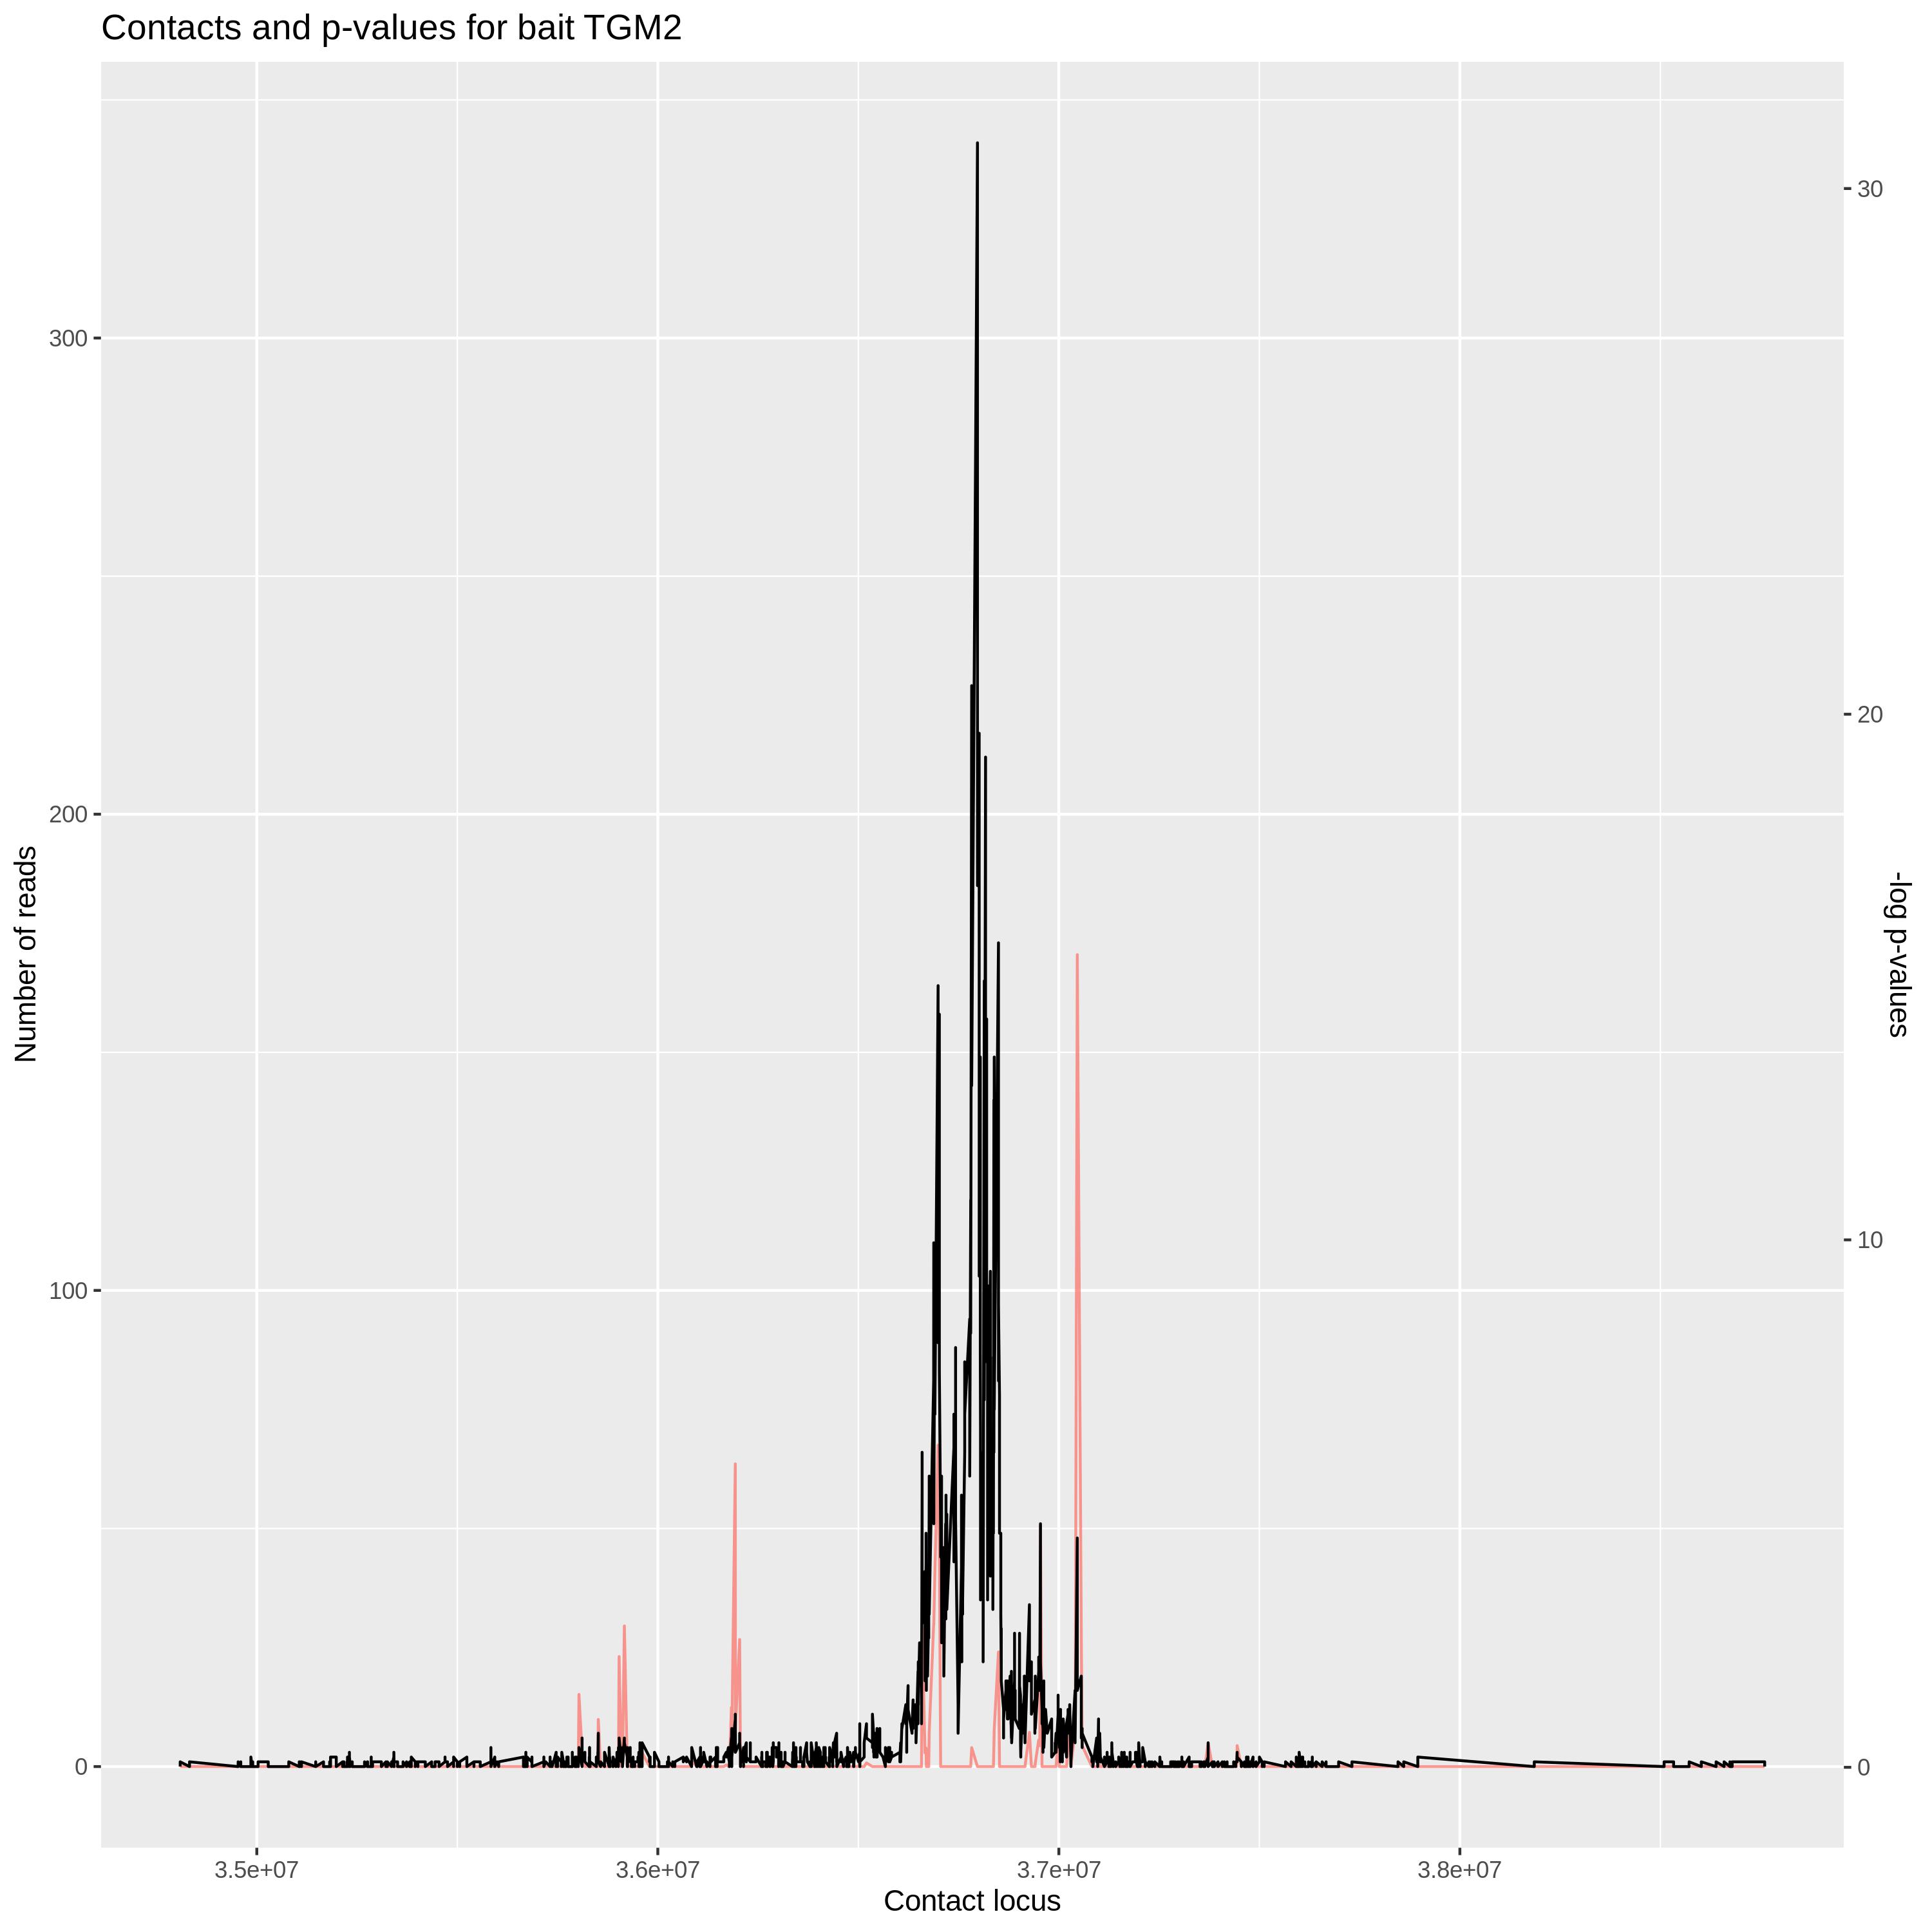 Contacts and p-values for bait TGM2
300
200
100
0
Number of reads
30
20
10
0
-log p-values
3.5e+07 3.6e+07 3.7e+07 3.8e+07
Contact locus